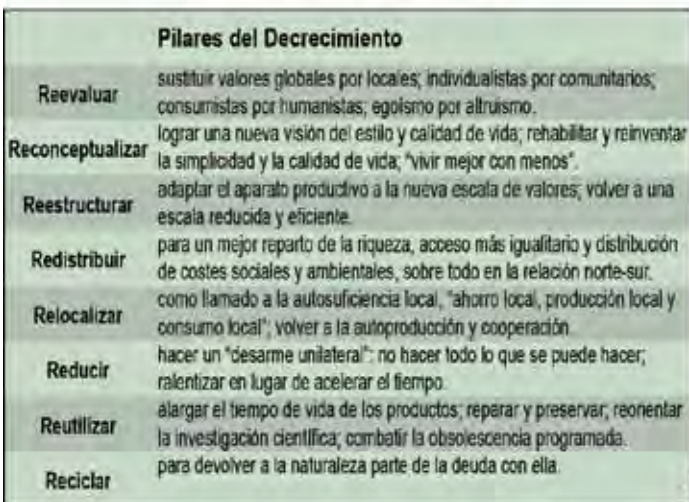 Pilares del Decrecimiento
Reevaluar
sustituir valores globales por locales; individualistas por comunitarios;
consumistas por humanistas; egoísmo por altruismo.
Reconceptualizar
lograr una nueva visión del estilo y calidad de vida; rehabilitar y reinventar
la simplicidad y la calidad de vida; "vivir mejor con menos".
Reestructurar
adaptar el aparato productivo a la nueva escala de valores; volver a una
escala reducida y eficiente.
Redistribuir
para un mejor reparto de la riqueza, acceso más igualitario y distribución
de costes sociales y ambientales, sobre todo en la relación norte-sur.
Relocalizar
como llamado a la autosuficiencia local, "ahorro local, producción local y
consumo local"; volver a la autoproducción y cooperación.
Reducir
hacer un "desarme unilateral": no hacer todo lo que se puede hacer;
ralentizar en lugar de acelerar el tiempo.
Reutilizar
alargar el tiempo de vida de los productos; reparar y preservar; reorientar
la investigación científica; combatir la obsolescencia programada.
Reciclar
para devolver a la naturaleza parte de la deuda con ella.